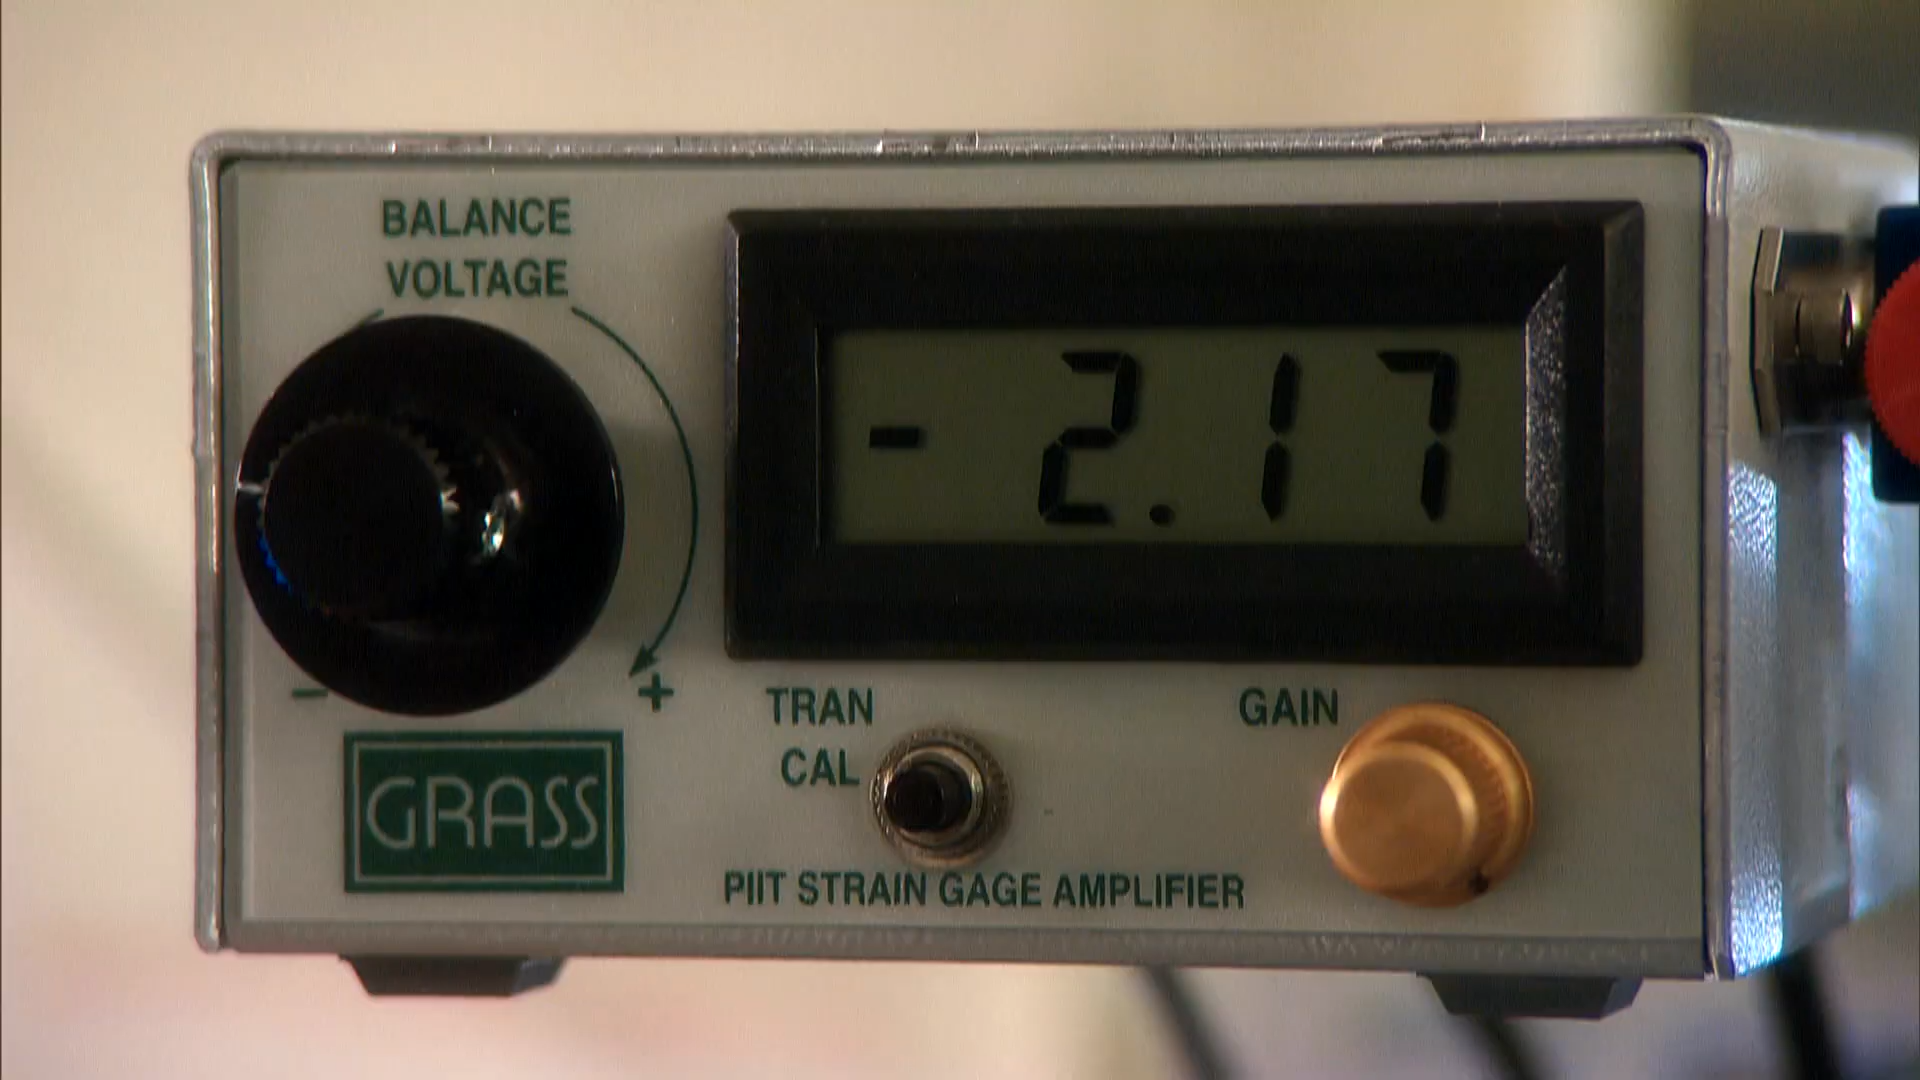 BALANCE
VOLTAGE
- 2.17
- +
TRAN
CAL
GAIN
GRASS
PIIT STRAIN GAGE AMPLIFIER